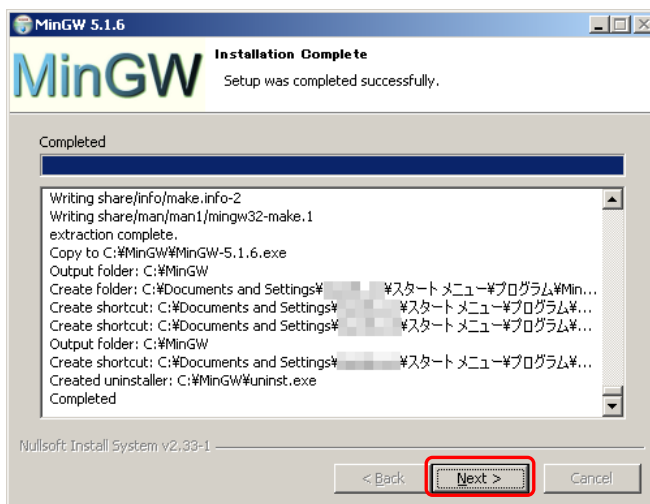 MinGW 5.1.6
MinGW
Installation Complete
Setup was completed successfully.
Completed
Writing share/info/make.info-2
Writing share/man/man1/mingw32-make.1
extraction complete.
Copy to C:¥MinGW¥MinGW-5.1.6.exe
Output folder: C:¥MinGW
Create folder: C:¥Documents and Settings¥ ¥スタート メニュー¥プログラム¥Min...
Create shortcut: C:¥Documents and Settings¥ ¥スタート メニュー¥プログラム¥...
Create shortcut: C:¥Documents and Settings¥ ¥スタート メニュー¥プログラム¥...
Output folder: C:¥MinGW
Create shortcut: C:¥Documents and Settings¥ ¥スタート メニュー¥プログラム¥...
Created uninstaller: C:¥MinGW¥uninst.exe
Completed
Nullsoft Install System v2.33-1
< Back Next > Cancel